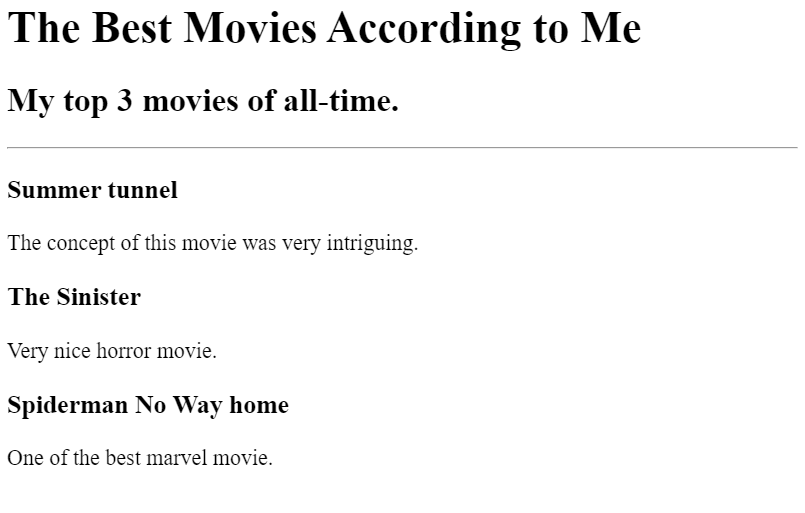 The Best Movies According to Me
My top 3 movies of all-time.
Summer tunnel
The concept of this movie was very intriguing.
The Sinister
Very nice horror movie.
Spiderman No Way home
One of the best marvel movie.